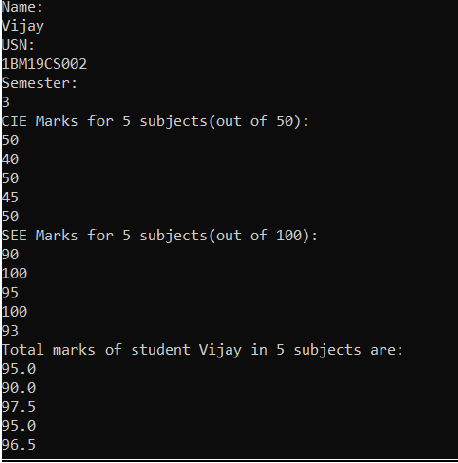 Name:
Vijay
USN:
1BM19CS002
Semester:
3
CIE Marks for 5 subjects(out of 50):
50
40
50
45
50
SEE Marks for 5 subjects(out of 100):
90
100
95
100
93
Total marks of student Vijay in 5 subjects are:
95.0
90.0
97.5
95.0
96.5